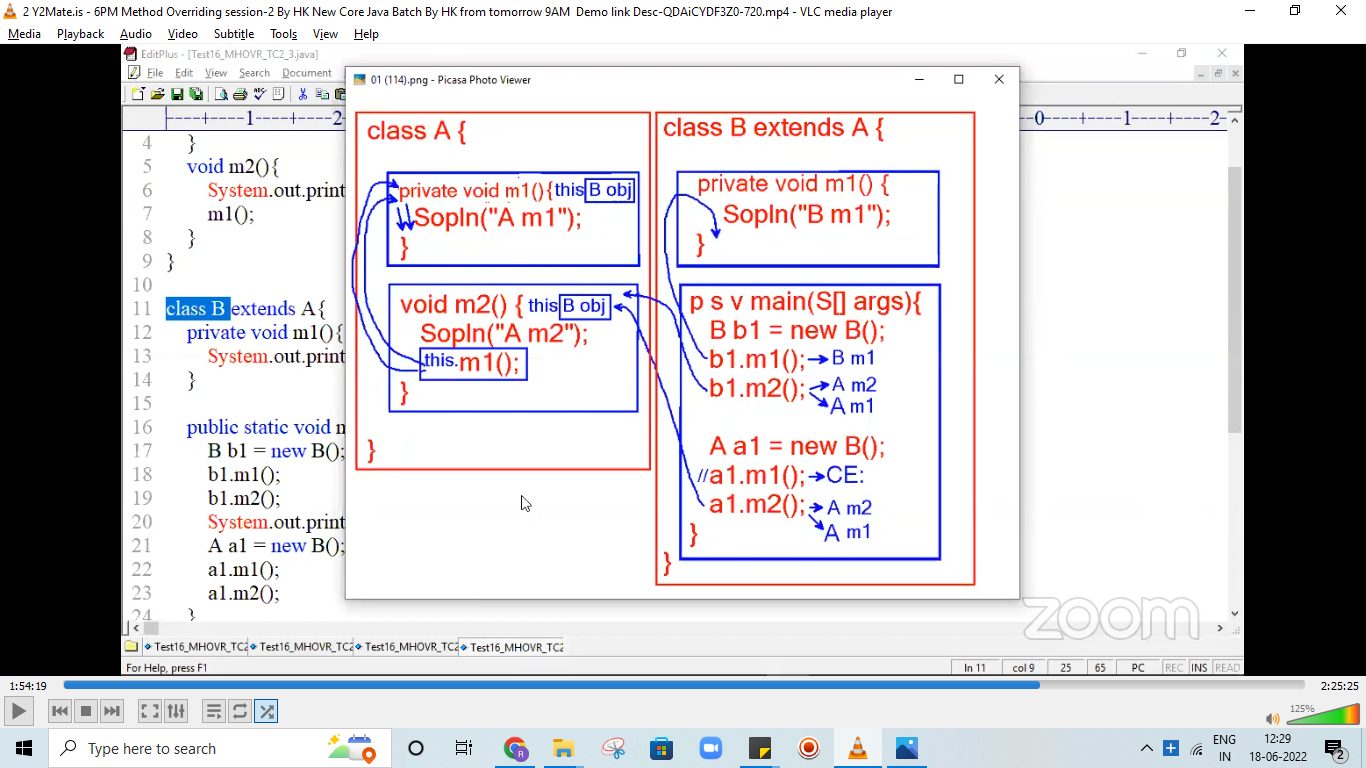 2 Y2Mate.is - 6PM Method Overriding session-2 By HK New Core Java Batch By HK from tomorrow 9AM Demo link Desc-QDAiCYDF3Z0-720.mp4 - VLC media player
Media Playback Audio Video Subtitle Tools View Help
EditPlus - [Test16_MHOVR_TC2_3.java]
File Edit View Search Document
01 (114).png - Picasa Photo Viewer
----+----1----+----2
-0----+----1----+----2-
4 }
5 void m2(){
6 System.out.print
7 m1();
8 }
9 }
10
11 class B extends A{
12 private void m1(){
13 System.out.print
14 }
15
16 public static void m
17 B b1 = new B();
18 b1.m1();
19 b1.m2();
20 System.out.print
21 A a1 = new B();
22 a1.m1();
23 a1.m2();
24 }
class A {
private void m1(){ this B obj
Sopln("A m1");
}
void m2() { this B obj
Sopln("A m2");
this.m1();
}
}
class B extends A {
private void m1() {
Sopln("B m1");
}
p s v main(S[] args){
B b1 = new B();
b1.m1(); B m1
b1.m2(); A m2
A m1
A a1 = new B();
//a1.m1(); CE:
a1.m2(); A m2
A m1
}
}
zoom
Test16_MHOVR_TC2 Test16_MHOVR_TC2 Test16_MHOVR_TC2 Test16_MHOVR_TC2
For Help, press F1 ln 11 col 9 25 65 PC REC INS READ
1:54:19 2:25:25
125%
Type here to search
R
ENG
IN
12:29
18-06-2022
2